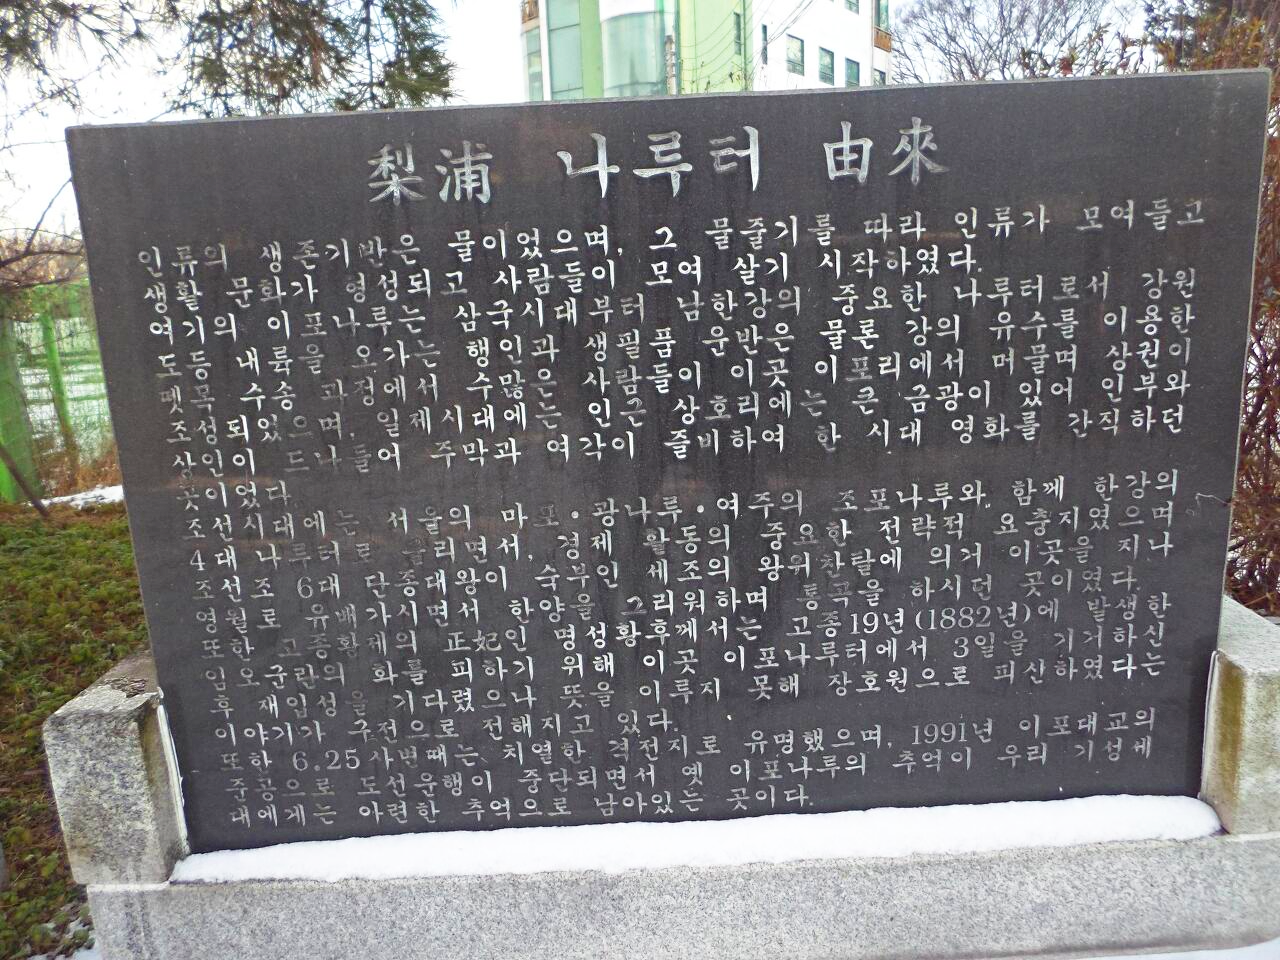 梨浦 나루터 由來
인류의 생존기반은 물이었으며, 그 물줄기를 따라 인류가 모여들고
생활 문화가 형성되고 사람들이 모여 살기 시작하였다.
여기의 이포나루는 삼국시대부터 남한강의 중요한 나루터로서 강원
도등 내륙을 오가는 행인과 생필품 운반은 물론 강의 유수를 이용한
뗏목 수송 과정에서 수많은 사람들이 이곳 이포리에서 머물며 상권이
조성되있으며, 일제시대에는 인근 상호리에는 큰 금광이 있어 인부와
상인이 드나들어 주막과 여각이 즐비하여 한 시대 영화를 간직하던
곳이었다.
조선시대에는 서울의 마포·광나루·여주의 조포나루와 함께 한강의
4대 나루터로 불리면서, 경제 활동의 중요한 전략적 요충지였으며
조선조 6대 단종대왕이 숙부인 세조의 왕위찬탈에 의거 이곳을 지나
영월로 유배가시면서 한양을 그리워하며 통곡을 하시던 곳이였다.
또한 고종황제의 正妃인 명성황후께서는 고종19년(1882년)에 발생한
임오군란의 화를 피하기 위해 이곳 이포나루터에서 3일을 기거하신
후 재입성을 기다렸으나 뜻을 이루지 못해 장호원으로 피신하였다는
이야기가 구전으로 전해지고 있다.
또한 6.25사변때는 치열한 격전지로 유명했으며, 1991년 이포대교의
준공으로 도선운행이 중단되면서 옛 이포나루의 추억이 우리 기성세
대에게는 아련한 추억으로 남아있는 곳이다.